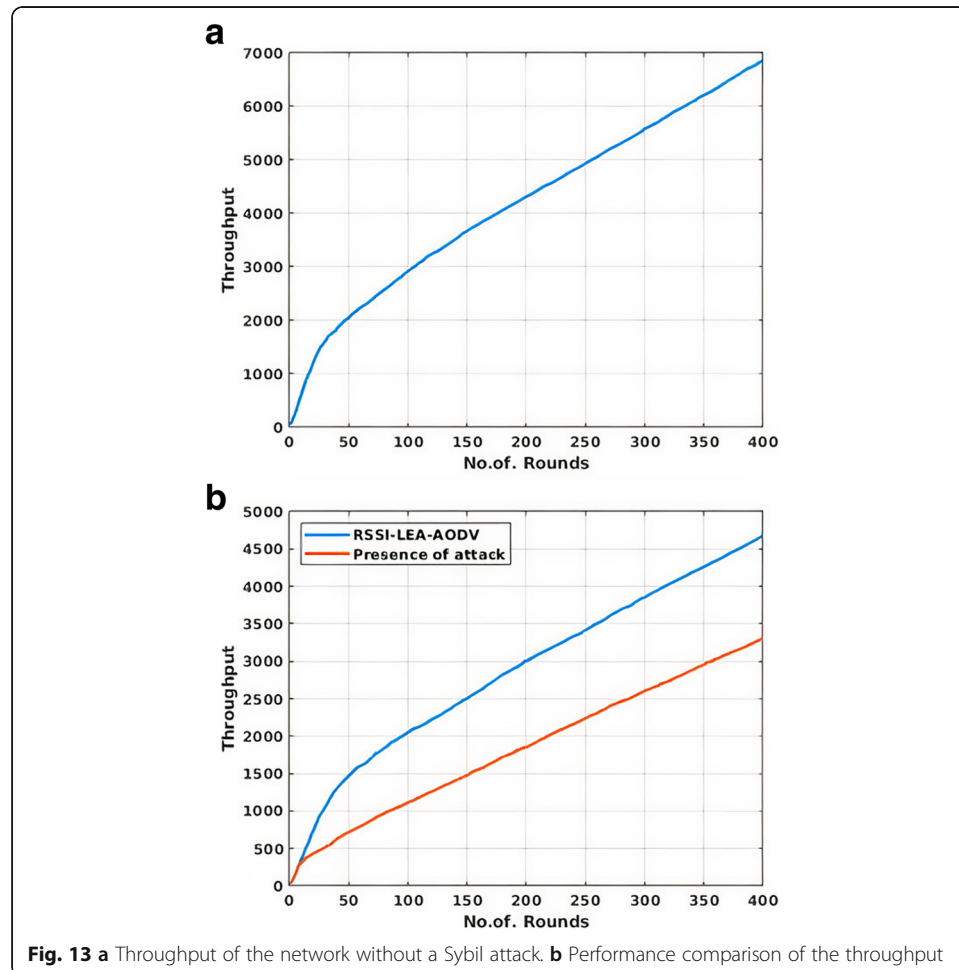 a
7000
6000
5000
4000
3000
2000
1000
0
Throughput
0 50 100 150 200 250 300 350 400
No.of. Rounds
b
5000
4500
4000
3500
3000
2500
2000
1500
1000
500
0
Throughput
RSSI-LEA-AODV
Presence of attack
0 50 100 150 200 250 300 350 400
No.of. Rounds
Fig. 13 a Throughput of the network without a Sybil attack. b Performance comparison of the throughput